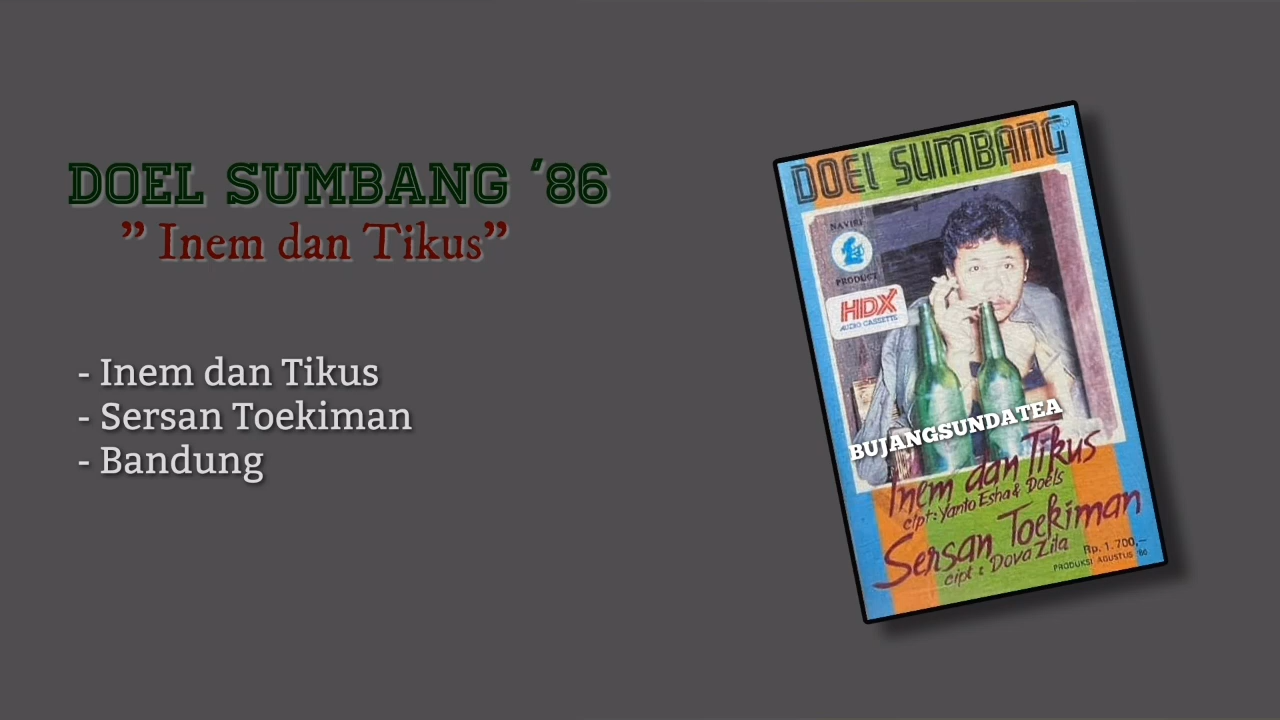 DOEL SUMBANG '86
” Inem dan Tikus”
- Inem dan Tikus
- Sersan Toekiman
- Bandung
DOEL SUMBANG
NAVIRI
PRODUCT
HDX
AUDIO CASSETTE
BUJANGSUNDATEA
Inem dan Tikus
cipt: Yanto Esha & Doels
Sersan Toekiman
cipt : Dova Zila
Rp. 1.700,-
PRODUKSI AGUSTUS '86